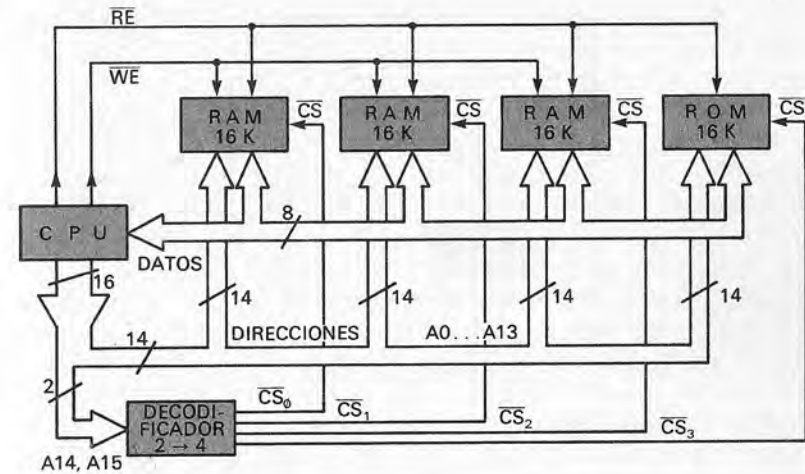 RE
WE
RAM
16 K
CS
RAM
16 K
CS
RAM
16 K
CS
ROM
16 K
CS
CPU
8
DATOS
16
14
14
14
14
DIRECCIONES
A0...A13
14
2
DECODI-
FICADOR
2 → 4
CS0
CS1
CS2
CS3
A14, A15